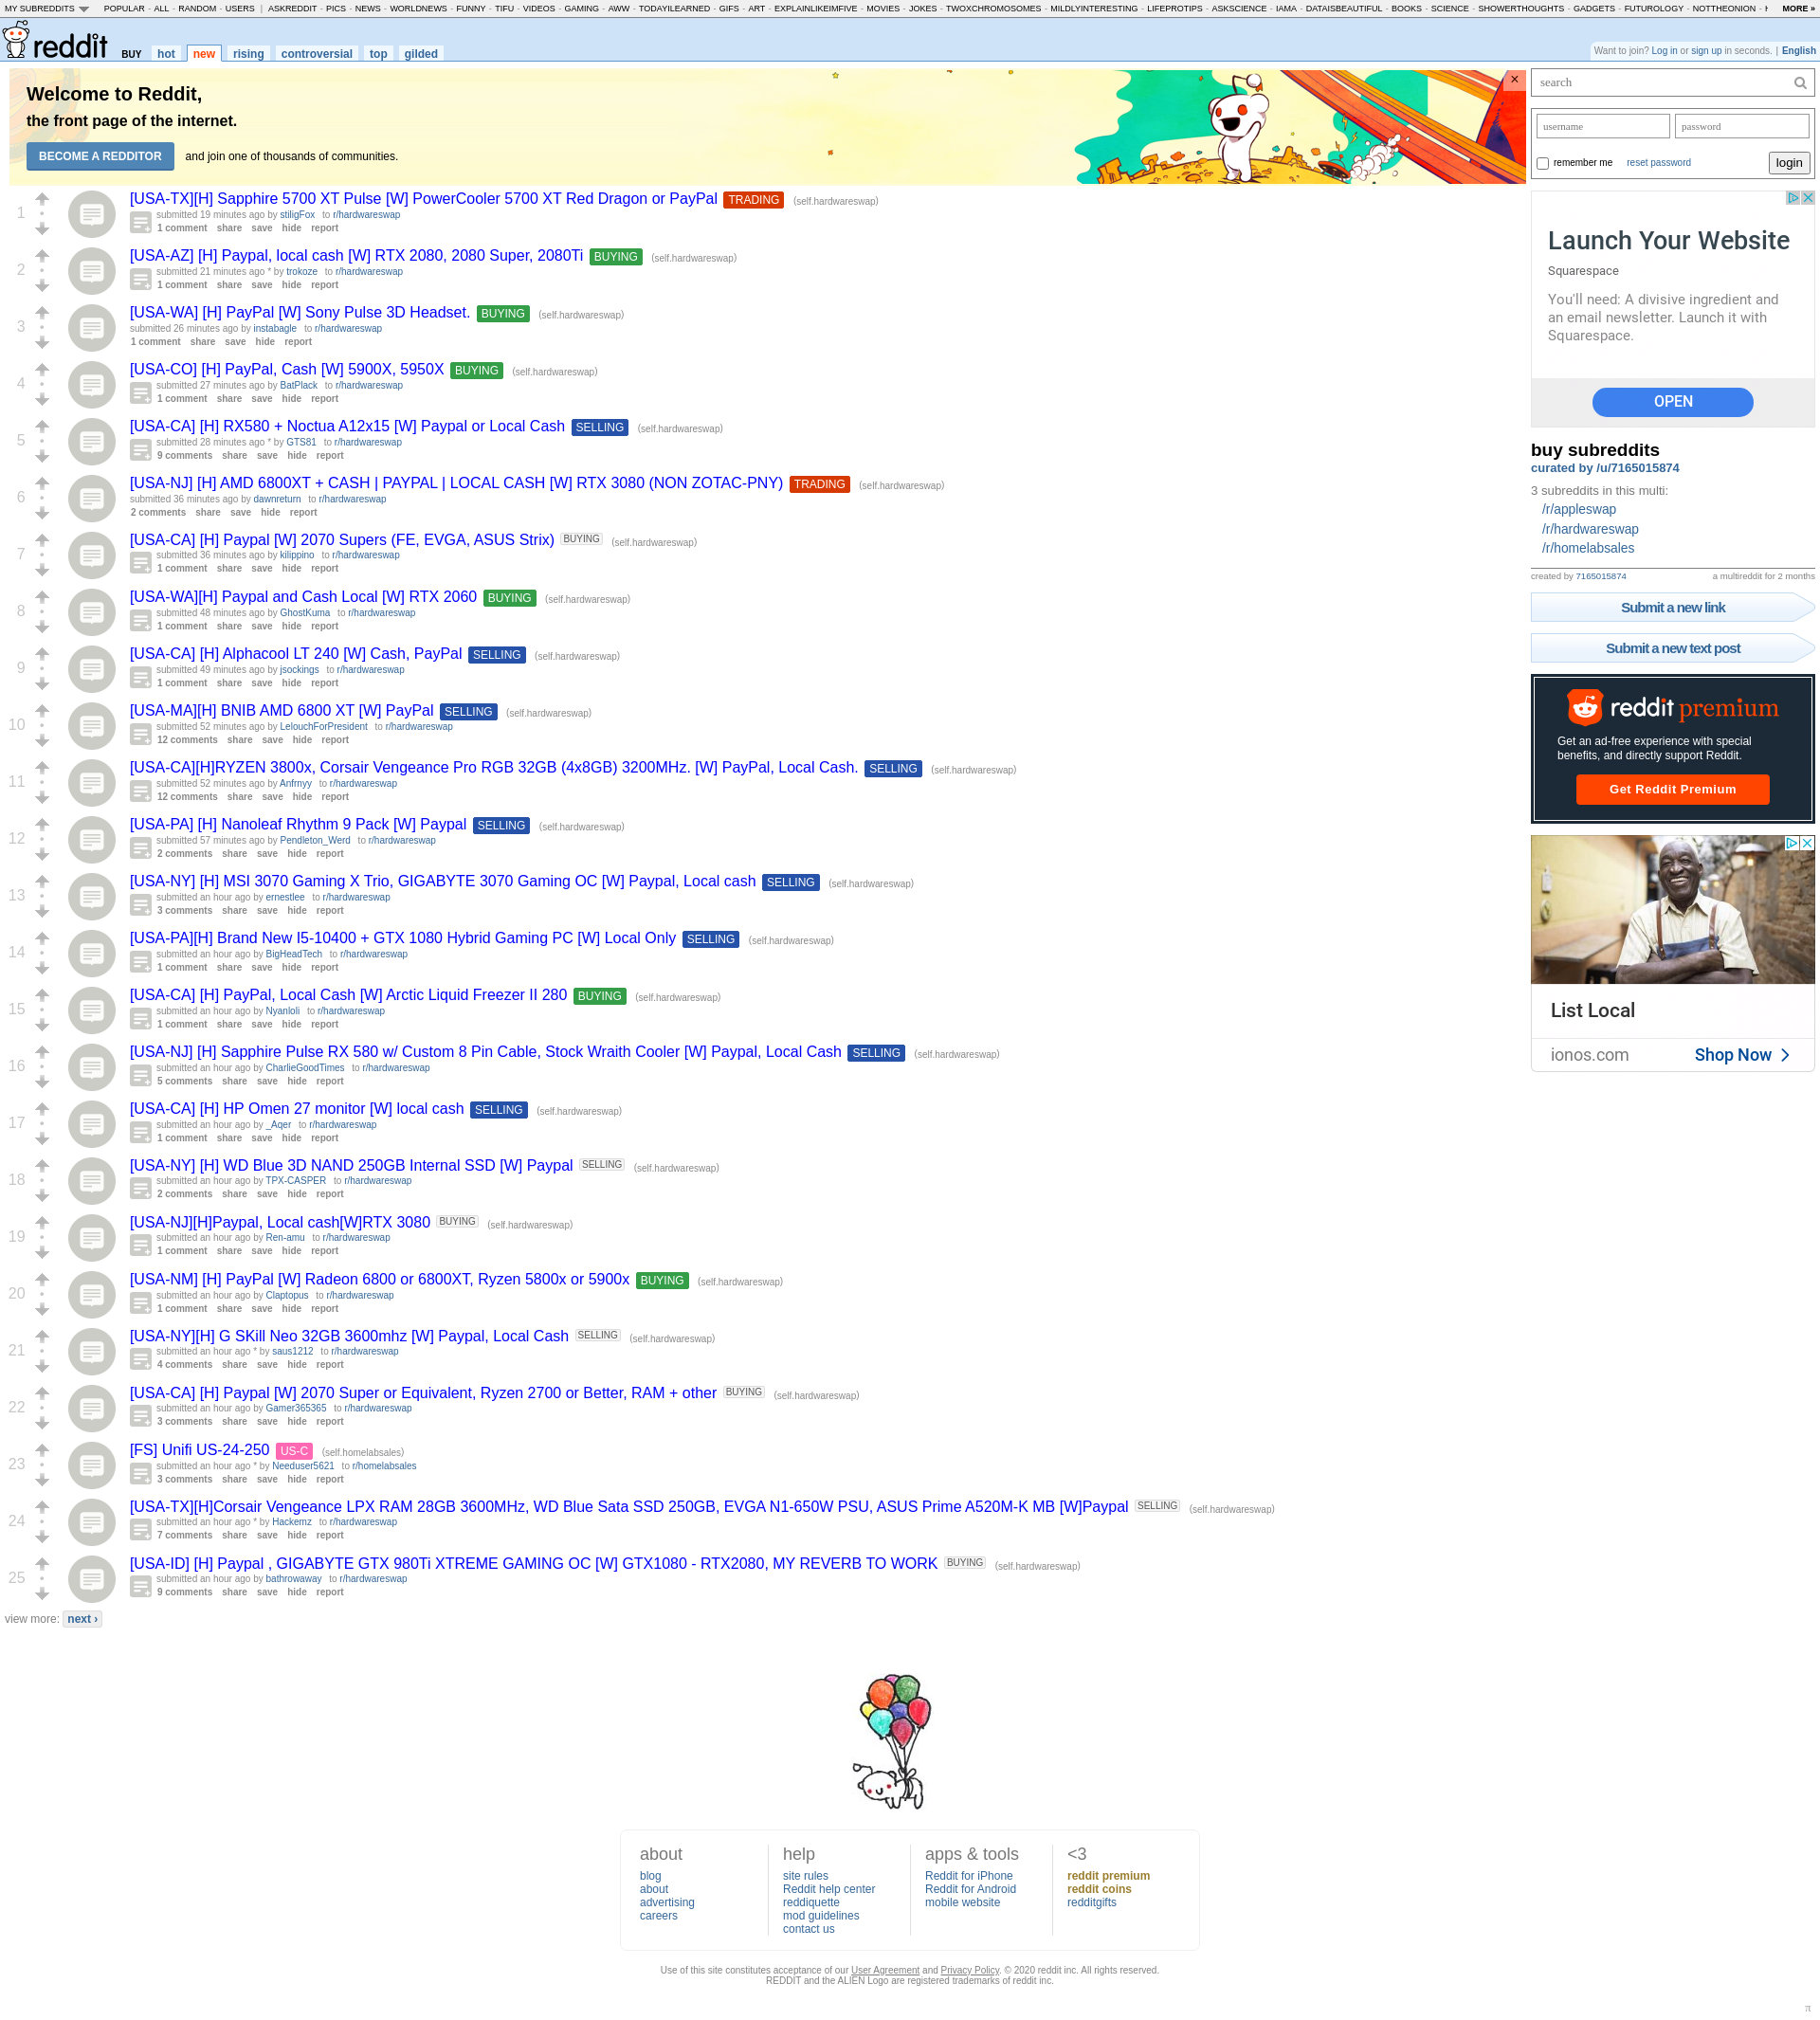 MY SUBREDDITS POPULAR - ALL - RANDOM - USERS | ASKREDDIT - PICS - NEWS - WORLDNEWS - FUNNY - TIFU - VIDEOS - GAMING - AWW - TODAYILEARNED - GIFS - ART - EXPLAINLIKEIMFIVE - MOVIES - JOKES - TWOXCHROMOSOMES - MILDLYINTERESTING - LIFEPROTIPS - ASKSCIENCE - IAMA - DATAISBEAUTIFUL - BOOKS - SCIENCE - SHOWERTHOUGHTS - GADGETS - FUTUROLOGY - NOTTHEONION - MORE »
reddit BUY hot new rising controversial top gilded
Want to join? Log in or sign up in seconds. | English
Welcome to Reddit,
the front page of the internet.
BECOME A REDDITOR and join one of thousands of communities.
×
1
[USA-TX][H] Sapphire 5700 XT Pulse [W] PowerCooler 5700 XT Red Dragon or PayPal TRADING (self.hardwareswap)
submitted 19 minutes ago by stiligFox to r/hardwareswap
1 comment share save hide report
2
[USA-AZ] [H] Paypal, local cash [W] RTX 2080, 2080 Super, 2080Ti BUYING (self.hardwareswap)
submitted 21 minutes ago * by trokoze to r/hardwareswap
1 comment share save hide report
3
[USA-WA] [H] PayPal [W] Sony Pulse 3D Headset. BUYING (self.hardwareswap)
submitted 26 minutes ago by instabagle to r/hardwareswap
1 comment share save hide report
4
[USA-CO] [H] PayPal, Cash [W] 5900X, 5950X BUYING (self.hardwareswap)
submitted 27 minutes ago by BatPlack to r/hardwareswap
1 comment share save hide report
5
[USA-CA] [H] RX580 + Noctua A12x15 [W] Paypal or Local Cash SELLING (self.hardwareswap)
submitted 28 minutes ago * by GTS81 to r/hardwareswap
9 comments share save hide report
6
[USA-NJ] [H] AMD 6800XT + CASH | PAYPAL | LOCAL CASH [W] RTX 3080 (NON ZOTAC-PNY) TRADING (self.hardwareswap)
submitted 36 minutes ago by dawnreturn to r/hardwareswap
2 comments share save hide report
7
[USA-CA] [H] Paypal [W] 2070 Supers (FE, EVGA, ASUS Strix) BUYING (self.hardwareswap)
submitted 36 minutes ago by kilippino to r/hardwareswap
1 comment share save hide report
8
[USA-WA][H] Paypal and Cash Local [W] RTX 2060 BUYING (self.hardwareswap)
submitted 48 minutes ago by GhostKuma to r/hardwareswap
1 comment share save hide report
9
[USA-CA] [H] Alphacool LT 240 [W] Cash, PayPal SELLING (self.hardwareswap)
submitted 49 minutes ago by jsockings to r/hardwareswap
1 comment share save hide report
10
[USA-MA][H] BNIB AMD 6800 XT [W] PayPal SELLING (self.hardwareswap)
submitted 52 minutes ago by LelouchForPresident to r/hardwareswap
12 comments share save hide report
11
[USA-CA][H]RYZEN 3800x, Corsair Vengeance Pro RGB 32GB (4x8GB) 3200MHz. [W] PayPal, Local Cash. SELLING (self.hardwareswap)
submitted 52 minutes ago by Anfrnyy to r/hardwareswap
12 comments share save hide report
12
[USA-PA] [H] Nanoleaf Rhythm 9 Pack [W] Paypal SELLING (self.hardwareswap)
submitted 57 minutes ago by Pendleton_Werd to r/hardwareswap
2 comments share save hide report
13
[USA-NY] [H] MSI 3070 Gaming X Trio, GIGABYTE 3070 Gaming OC [W] Paypal, Local cash SELLING (self.hardwareswap)
submitted an hour ago by ernestlee to r/hardwareswap
3 comments share save hide report
14
[USA-PA][H] Brand New I5-10400 + GTX 1080 Hybrid Gaming PC [W] Local Only SELLING (self.hardwareswap)
submitted an hour ago by BigHeadTech to r/hardwareswap
1 comment share save hide report
15
[USA-CA] [H] PayPal, Local Cash [W] Arctic Liquid Freezer II 280 BUYING (self.hardwareswap)
submitted an hour ago by Nyanloli to r/hardwareswap
1 comment share save hide report
16
[USA-NJ] [H] Sapphire Pulse RX 580 w/ Custom 8 Pin Cable, Stock Wraith Cooler [W] Paypal, Local Cash SELLING (self.hardwareswap)
submitted an hour ago by CharlieGoodTimes to r/hardwareswap
5 comments share save hide report
17
[USA-CA] [H] HP Omen 27 monitor [W] local cash SELLING (self.hardwareswap)
submitted an hour ago by _Aqer to r/hardwareswap
1 comment share save hide report
18
[USA-NY] [H] WD Blue 3D NAND 250GB Internal SSD [W] Paypal SELLING (self.hardwareswap)
submitted an hour ago by TPX-CASPER to r/hardwareswap
2 comments share save hide report
19
[USA-NJ][H]Paypal, Local cash[W]RTX 3080 BUYING (self.hardwareswap)
submitted an hour ago by Ren-amu to r/hardwareswap
1 comment share save hide report
20
[USA-NM] [H] PayPal [W] Radeon 6800 or 6800XT, Ryzen 5800x or 5900x BUYING (self.hardwareswap)
submitted an hour ago by Claptopus to r/hardwareswap
1 comment share save hide report
21
[USA-NY][H] G SKill Neo 32GB 3600mhz [W] Paypal, Local Cash SELLING (self.hardwareswap)
submitted an hour ago * by saus1212 to r/hardwareswap
4 comments share save hide report
22
[USA-CA] [H] Paypal [W] 2070 Super or Equivalent, Ryzen 2700 or Better, RAM + other BUYING (self.hardwareswap)
submitted an hour ago by Gamer365365 to r/hardwareswap
3 comments share save hide report
23
[FS] Unifi US-24-250 US-C (self.homelabsales)
submitted an hour ago * by Needuser5621 to r/homelabsales
3 comments share save hide report
24
[USA-TX][H]Corsair Vengeance LPX RAM 28GB 3600MHz, WD Blue Sata SSD 250GB, EVGA N1-650W PSU, ASUS Prime A520M-K MB [W]Paypal SELLING (self.hardwareswap)
submitted an hour ago * by Hackemz to r/hardwareswap
7 comments share save hide report
25
[USA-ID] [H] Paypal , GIGABYTE GTX 980Ti XTREME GAMING OC [W] GTX1080 - RTX2080, MY REVERB TO WORK BUYING (self.hardwareswap)
submitted an hour ago by bathrowaway to r/hardwareswap
9 comments share save hide report
view more: next ›
search
username password
remember me reset password login
Launch Your Website
Squarespace
You'll need: A divisive ingredient and
an email newsletter. Launch it with
Squarespace.
OPEN
buy subreddits
curated by /u/7165015874
3 subreddits in this multi:
/r/appleswap
/r/hardwareswap
/r/homelabsales
created by 7165015874 a multireddit for 2 months
Submit a new link
Submit a new text post
reddit premium
Get an ad-free experience with special
benefits, and directly support Reddit.
Get Reddit Premium
List Local
ionos.com Shop Now
about
blog
about
advertising
careers
help
site rules
Reddit help center
reddiquette
mod guidelines
contact us
apps & tools
Reddit for iPhone
Reddit for Android
mobile website
<3
reddit premium
reddit coins
redditgifts
Use of this site constitutes acceptance of our User Agreement and Privacy Policy. © 2020 reddit inc. All rights reserved.
REDDIT and the ALIEN Logo are registered trademarks of reddit inc.
π